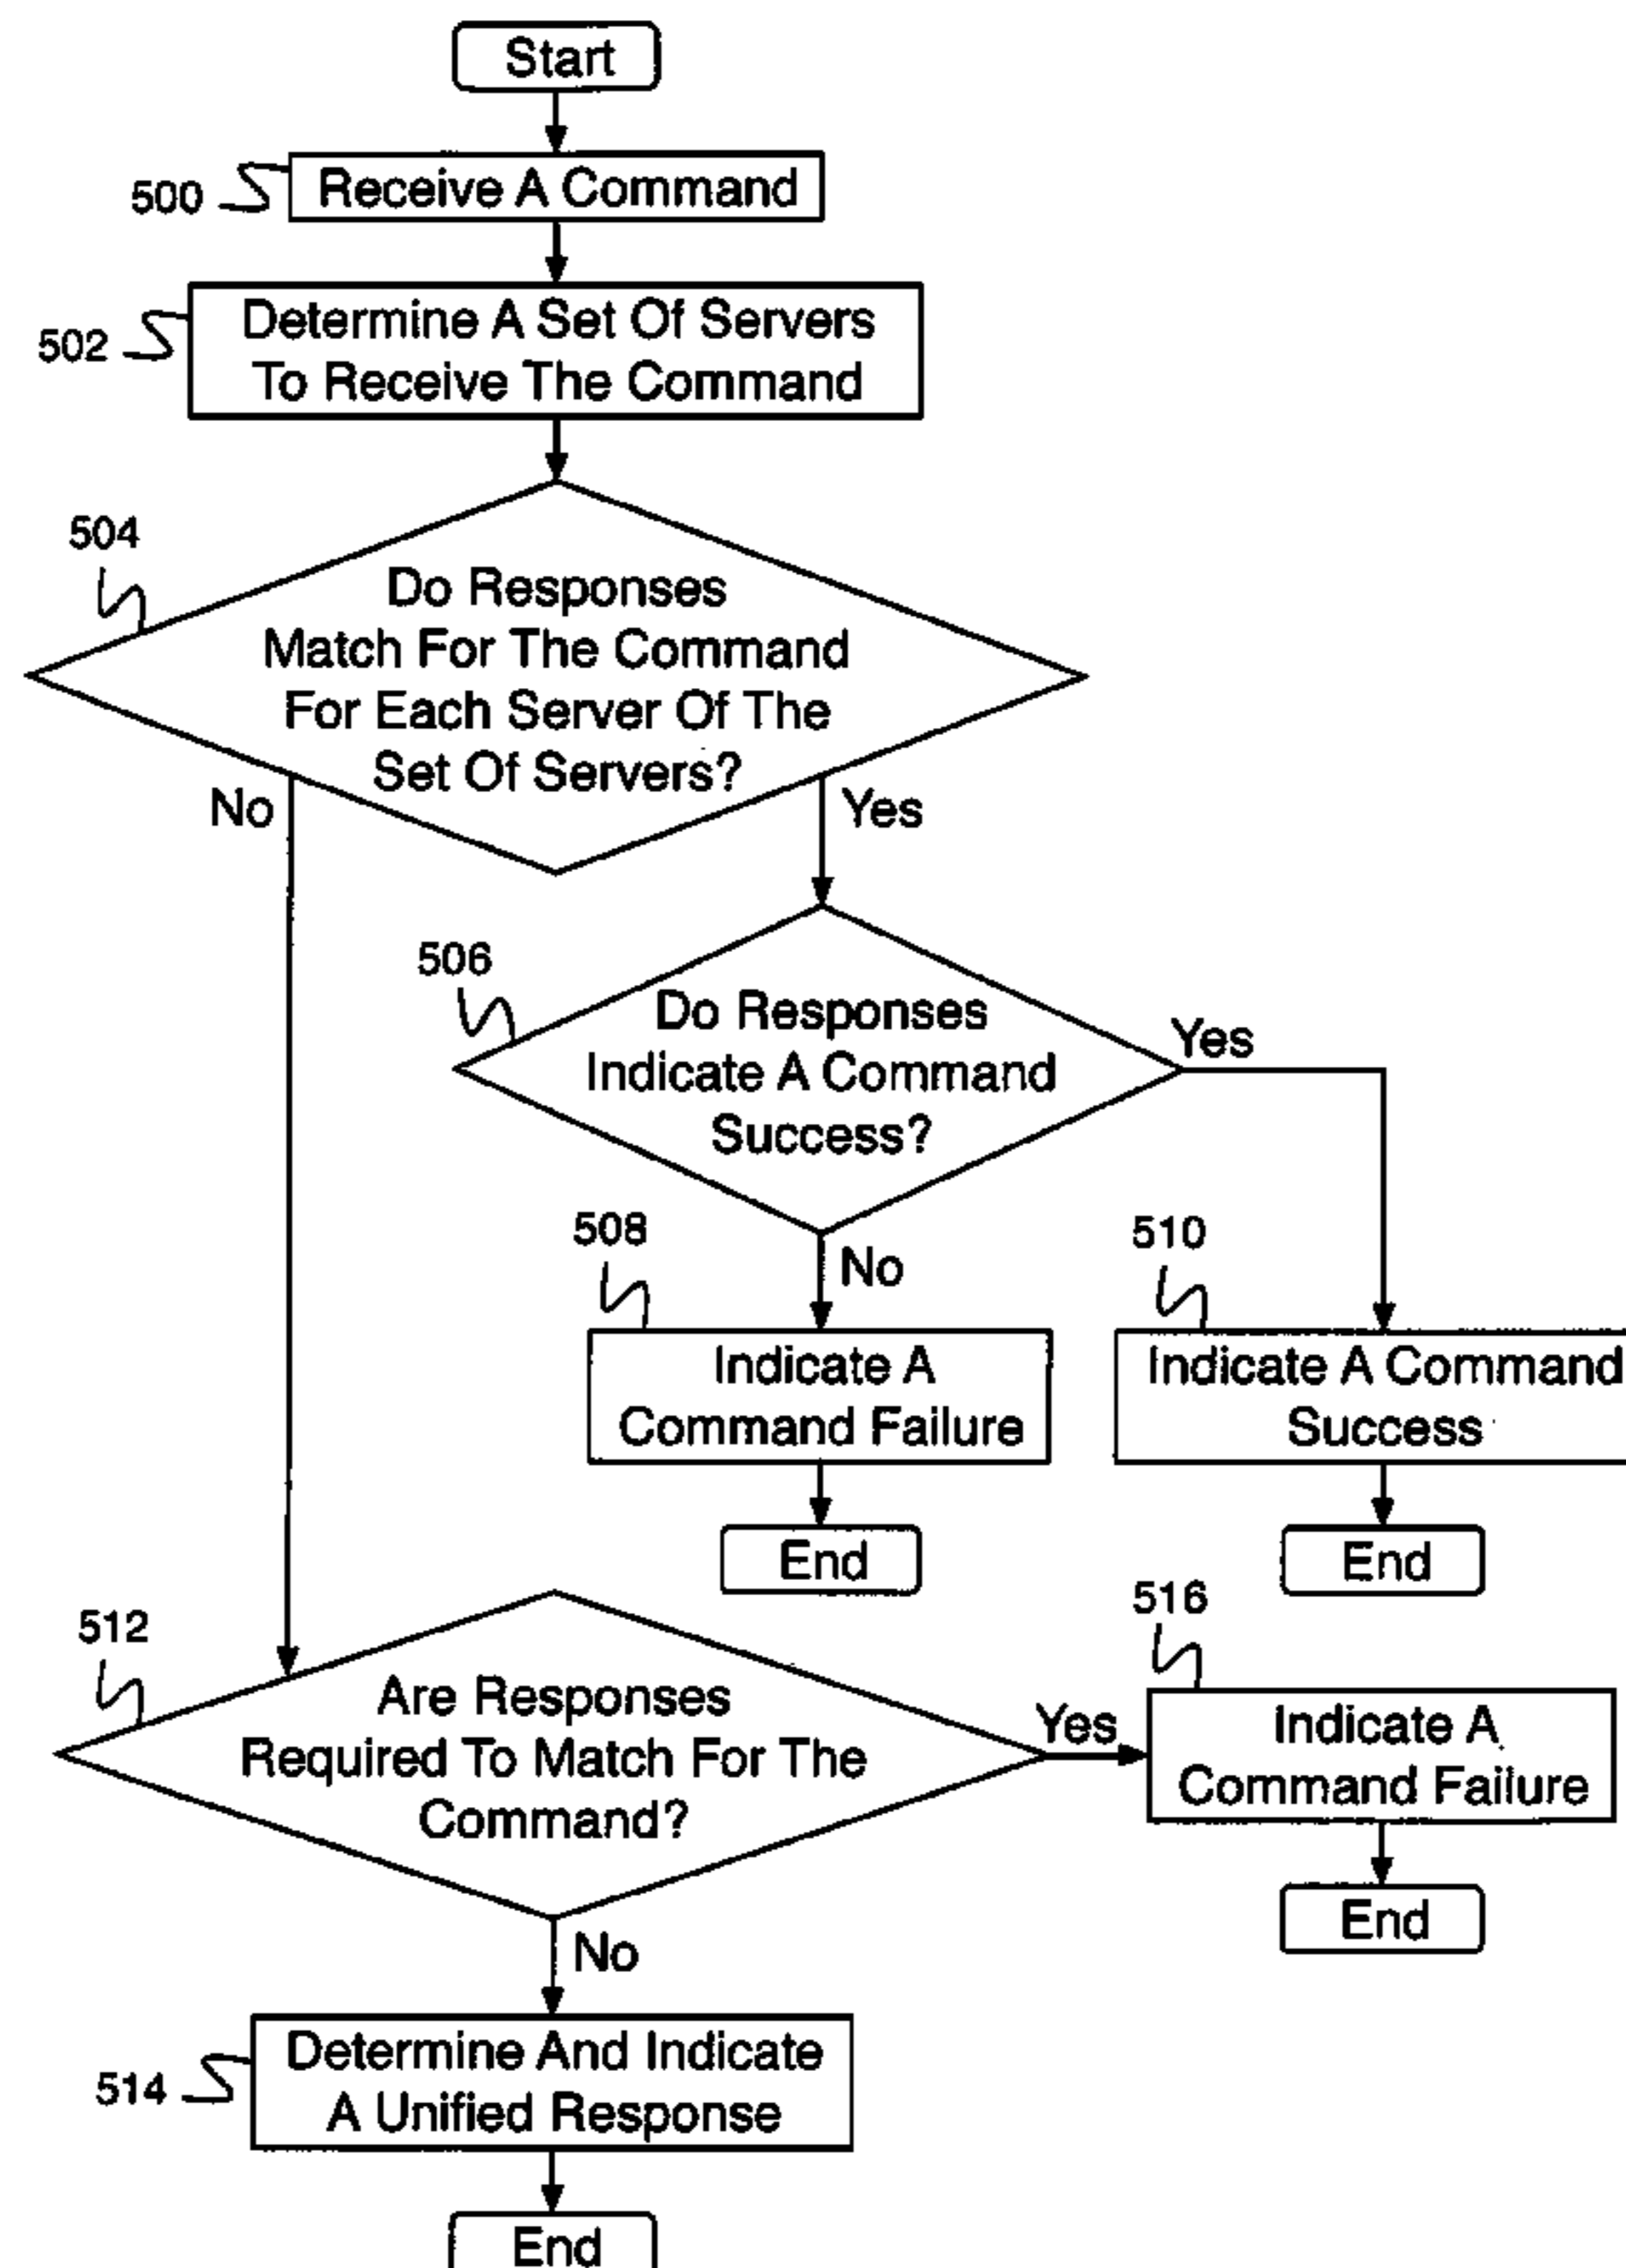 Start
500
Receive A Command
502
Determine A Set Of Servers
To Receive The Command
504
Do Responses
Match For The Command
For Each Server Of The
Set Of Servers?
No
Yes
506
Do Responses
Indicate A Command
Success?
Yes
No
508
Indicate A
Command Failure
End
510
Indicate A Command
Success
End
512
Are Responses
Required To Match For The
Command?
Yes
516
Indicate A
Command Failure
End
No
514
Determine And Indicate
A Unified Response
End